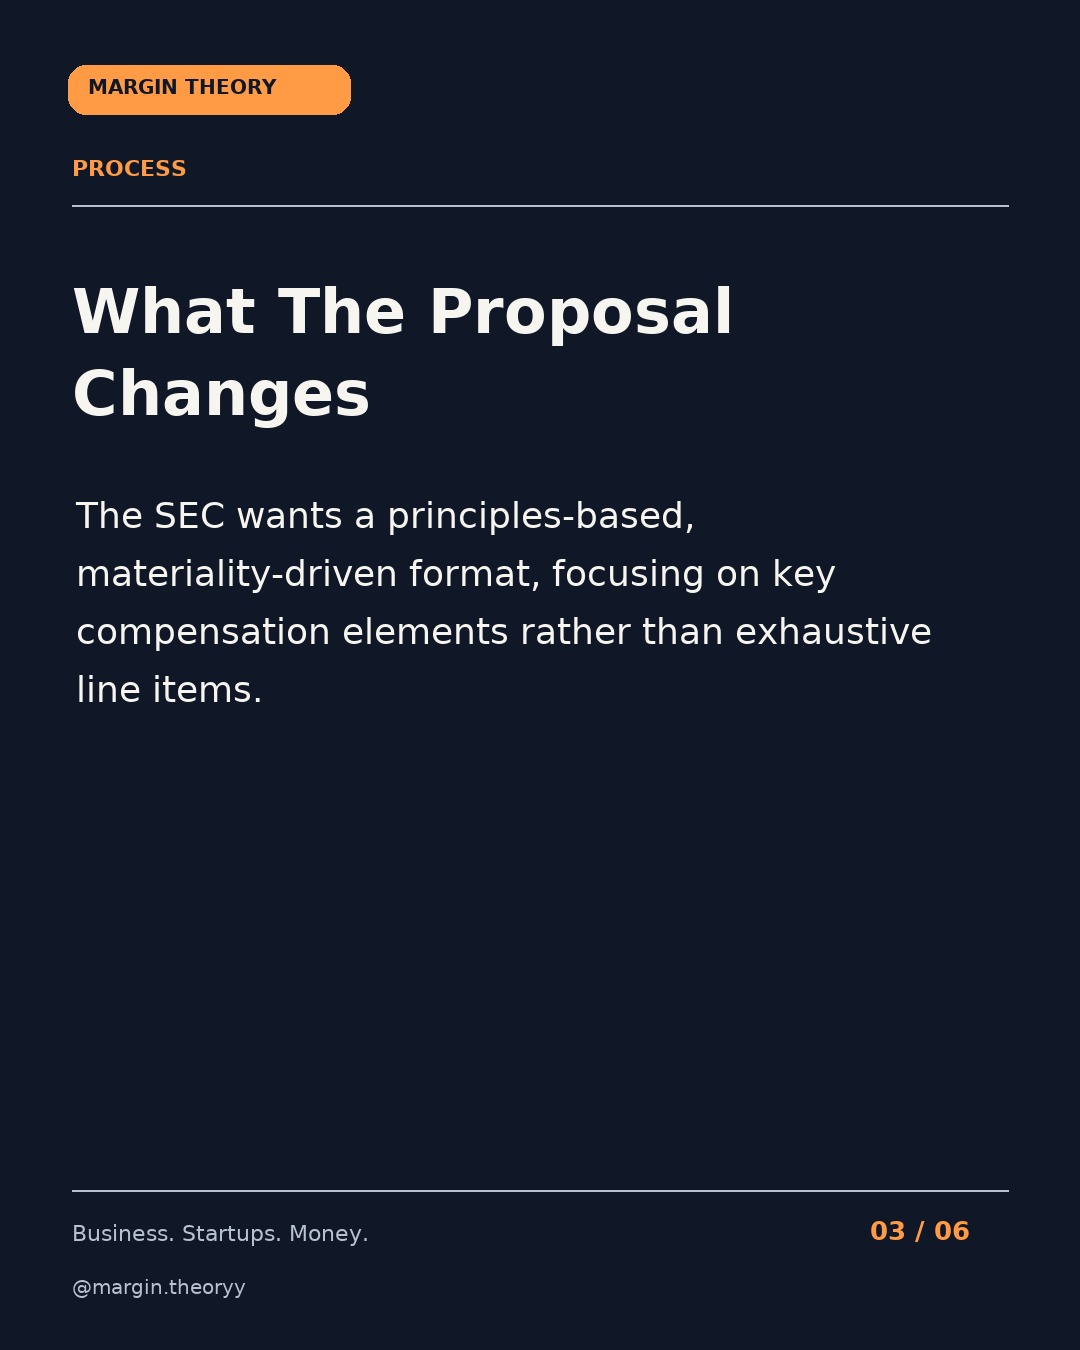 MARGIN THEORY
PROCESS
What The Proposal
Changes
The SEC wants a principles-based,
materiality-driven format, focusing on key
compensation elements rather than exhaustive
line items.
Business. Startups. Money.
03 / 06
@margin.theoryy